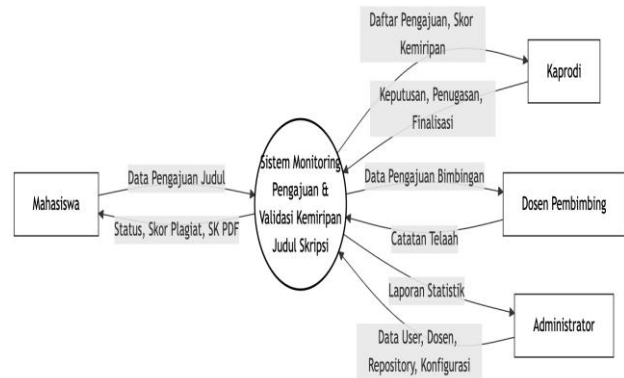 Daftar Pengajuan, Skor
Kemiripan
Kaprodi
Keputusan, Penugasan,
Finalisasi
Sistem Monitoring
Pengajuan &
Validasi Kemiripan
Judul Skripsi
Mahasiswa
Data Pengajuan Judul
Status, Skor Plagiat, SK PDF
Data Pengajuan Bimbingan
Dosen Pembimbing
Catatan Telaah
Laporan Statistik
Administrator
Data User, Dosen,
Repository, Konfigurasi